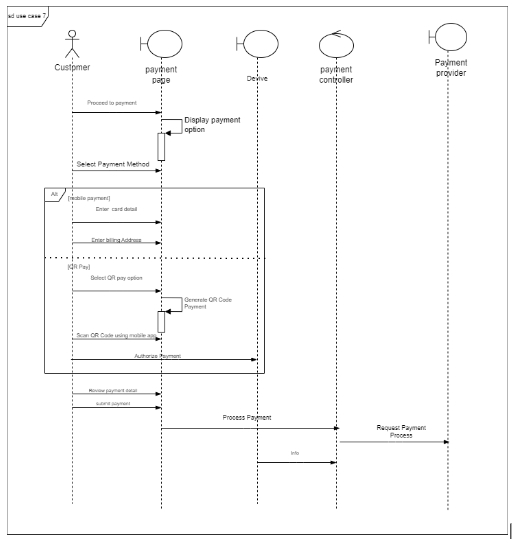 sd use case 7
Customer
payment
page
Devive
payment
controller
Payment
provider
Proceed to payment
Display payment
option
Select Payment Method
Alt
[mobile payment]
Enter card detail
Enter billing Address
[QR Pay]
Select QR pay option
Generate QR Code
Payment
Scan QR Code using mobile app
Authorize Payment
Review payment detail
submit payment
Process Payment
Request Payment
Process
info